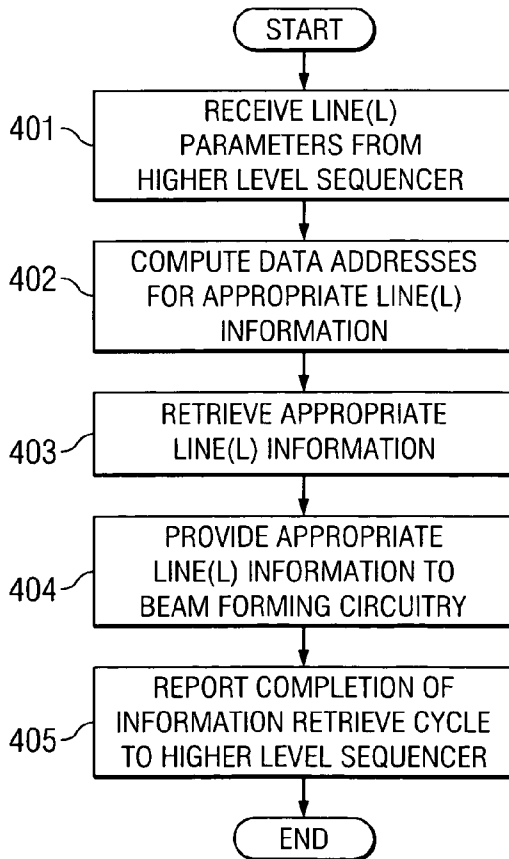 START
401
RECEIVE LINE(L)
PARAMETERS FROM
HIGHER LEVEL SEQUENCER
402
COMPUTE DATA ADDRESSES
FOR APPROPRIATE LINE(L)
INFORMATION
403
RETRIEVE APPROPRIATE
LINE(L) INFORMATION
404
PROVIDE APPROPRIATE
LINE(L) INFORMATION TO
BEAM FORMING CIRCUITRY
405
REPORT COMPLETION OF
INFORMATION RETRIEVE CYCLE
TO HIGHER LEVEL SEQUENCER
END